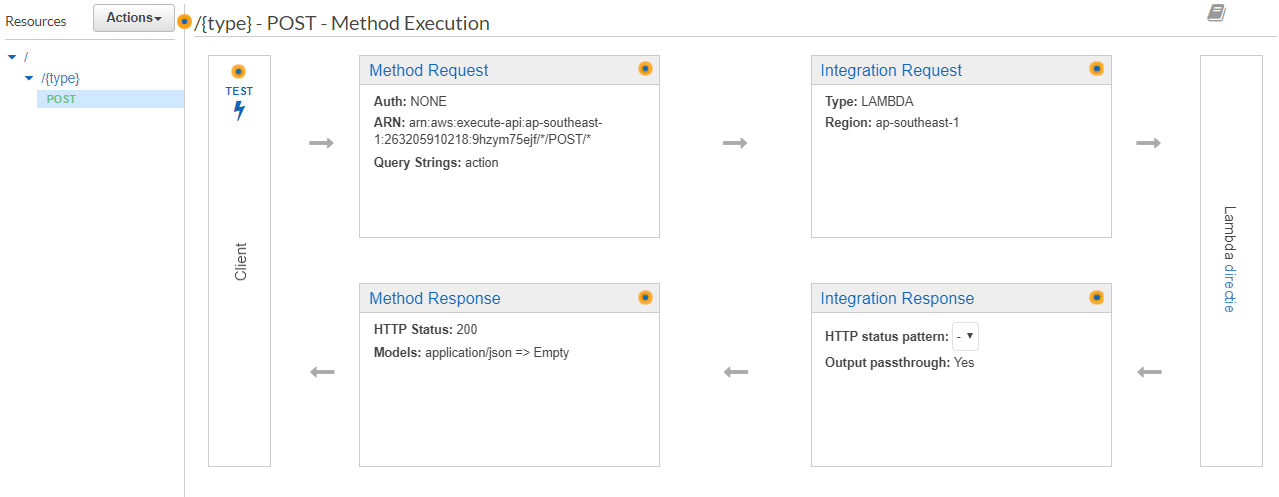 Resources
Actions
/{type} - POST - Method Execution
/
/{type}
POST
TEST
Client
Method Request
Auth: NONE
ARN: arn:aws:execute-api:ap-southeast-
1:263205910218:9hzym75ejf/*/POST/*
Query Strings: action
Integration Request
Type: LAMBDA
Region: ap-southeast-1
Lambda directie
Method Response
HTTP Status: 200
Models: application/json => Empty
Integration Response
HTTP status pattern: -
Output passthrough: Yes